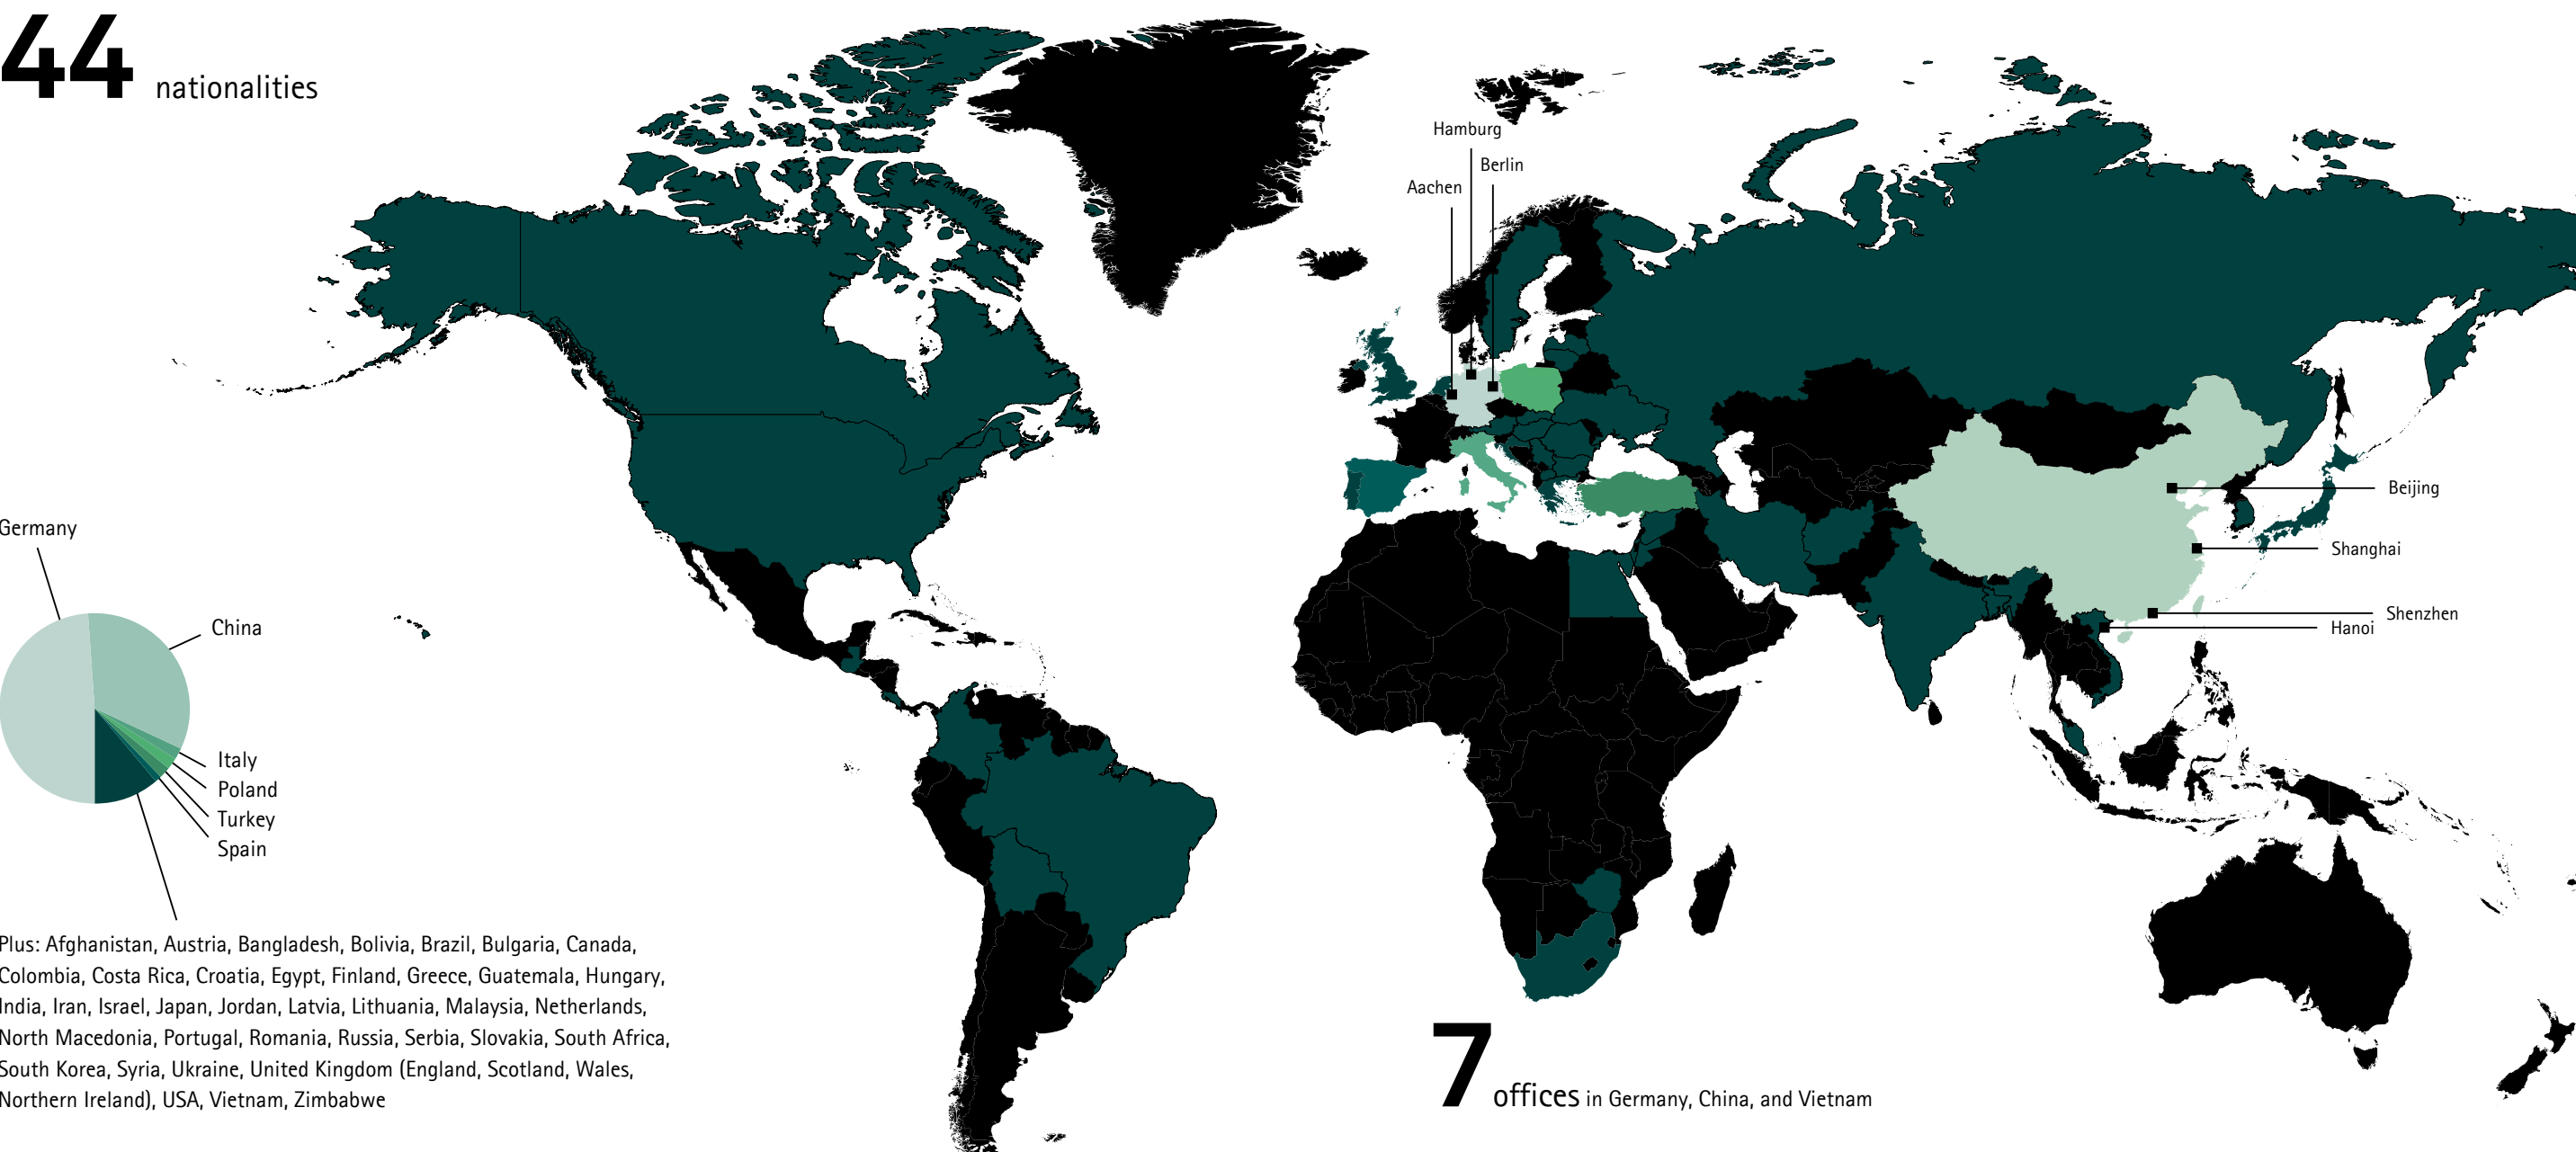 44 nationalities
Hamburg
Berlin
Aachen
Beijing
Shanghai
Shenzhen
Hanoi
Germany
China
Italy
Poland
Turkey
Spain
Plus: Afghanistan, Austria, Bangladesh, Bolivia, Brazil, Bulgaria, Canada,
Colombia, Costa Rica, Croatia, Egypt, Finland, Greece, Guatemala, Hungary,
India, Iran, Israel, Japan, Jordan, Latvia, Lithuania, Malaysia, Netherlands,
North Macedonia, Portugal, Romania, Russia, Serbia, Slovakia, South Africa,
South Korea, Syria, Ukraine, United Kingdom (England, Scotland, Wales,
Northern Ireland), USA, Vietnam, Zimbabwe
7 offices in Germany, China, and Vietnam